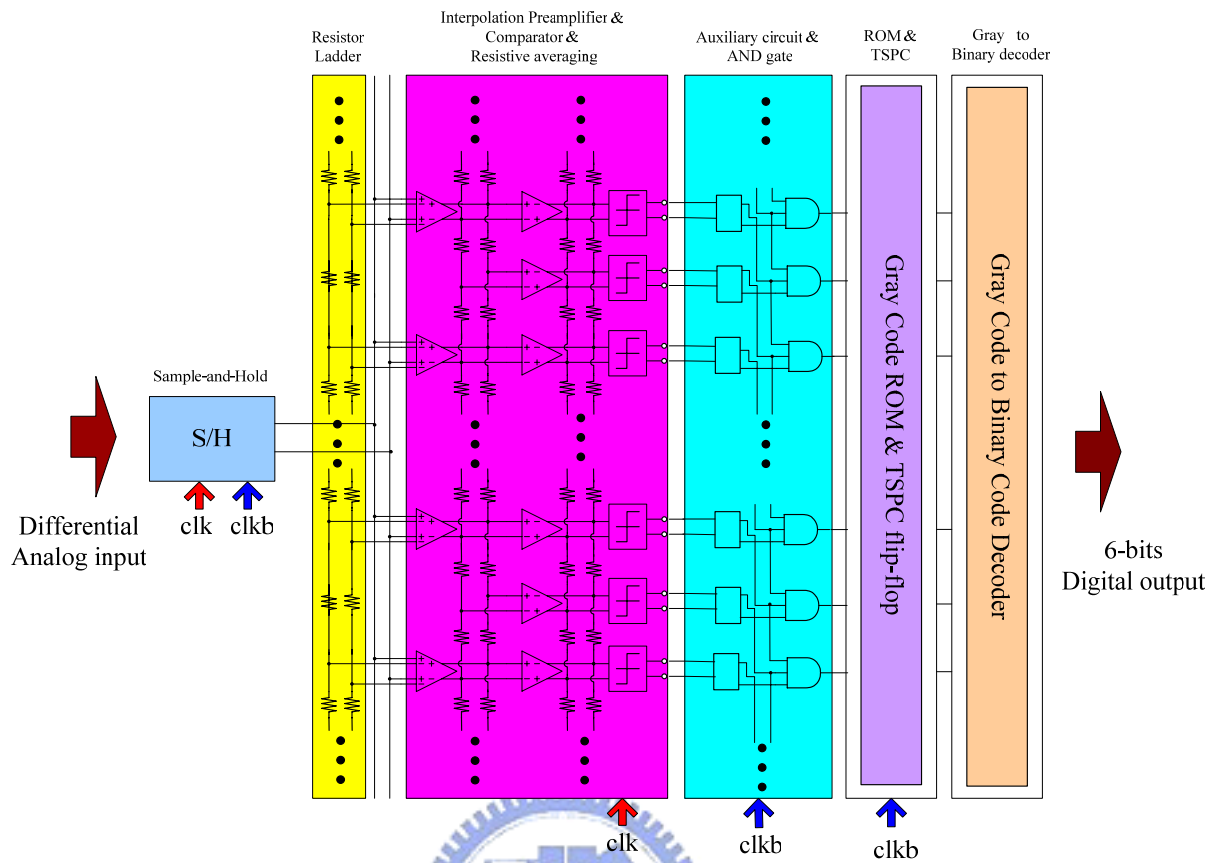 Interpolation Preamplifier &
Comparator &
Resistive averaging
Resistor
Ladder
Auxiliary circuit &
AND gate
ROM &
TSPC
Gray to
Binary decoder
Sample-and-Hold
S/H
clk
clkb
Differential
Analog input
Gray Code ROM & TSPC flip-flop
Gray Code to Binary Code Decoder
6-bits
Digital output
clk
clkb
clkb